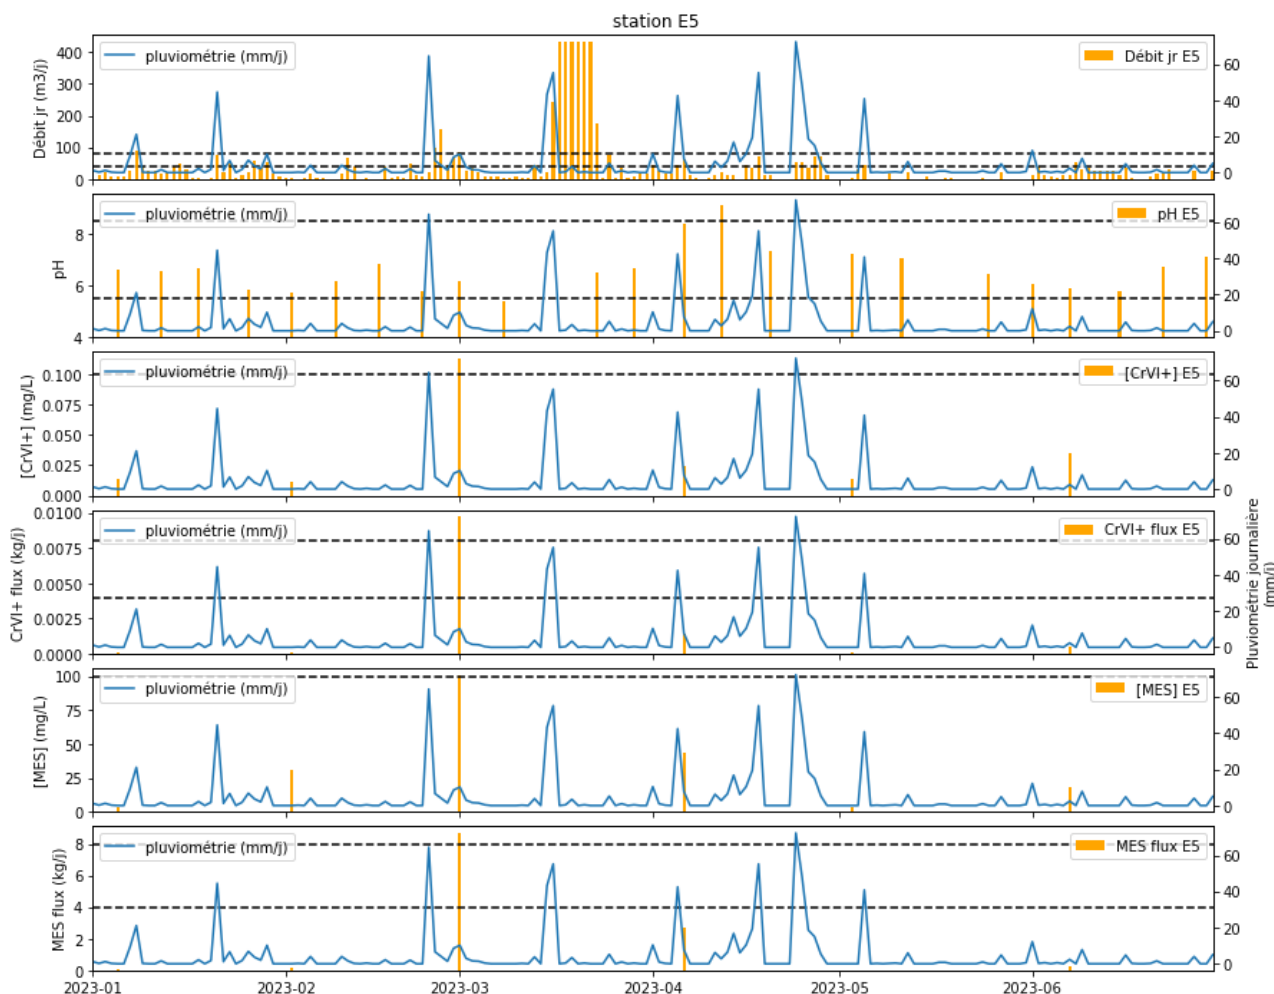 station E5
Débit jr (m3/j)
400
300
200
100
0
pluviométrie (mm/j)
Débit jr E5
60
40
20
0
pH
8
6
4
pluviométrie (mm/j)
pH E5
60
40
20
0
[CrVI+] (mg/L)
0.100
0.075
0.050
0.025
0.000
pluviométrie (mm/j)
[CrVI+] E5
60
40
20
0
CrVI+ flux (kg/j)
0.0100
0.0075
0.0050
0.0025
0.0000
pluviométrie (mm/j)
CrVI+ flux E5
60
40
20
0
Pluviométrie journalière
(mm/j)
[MES] (mg/L)
100
75
50
25
0
pluviométrie (mm/j)
[MES] E5
60
40
20
0
MES flux (kg/j)
8
6
4
2
0
pluviométrie (mm/j)
MES flux E5
60
40
20
0
2023-01
2023-02
2023-03
2023-04
2023-05
2023-06